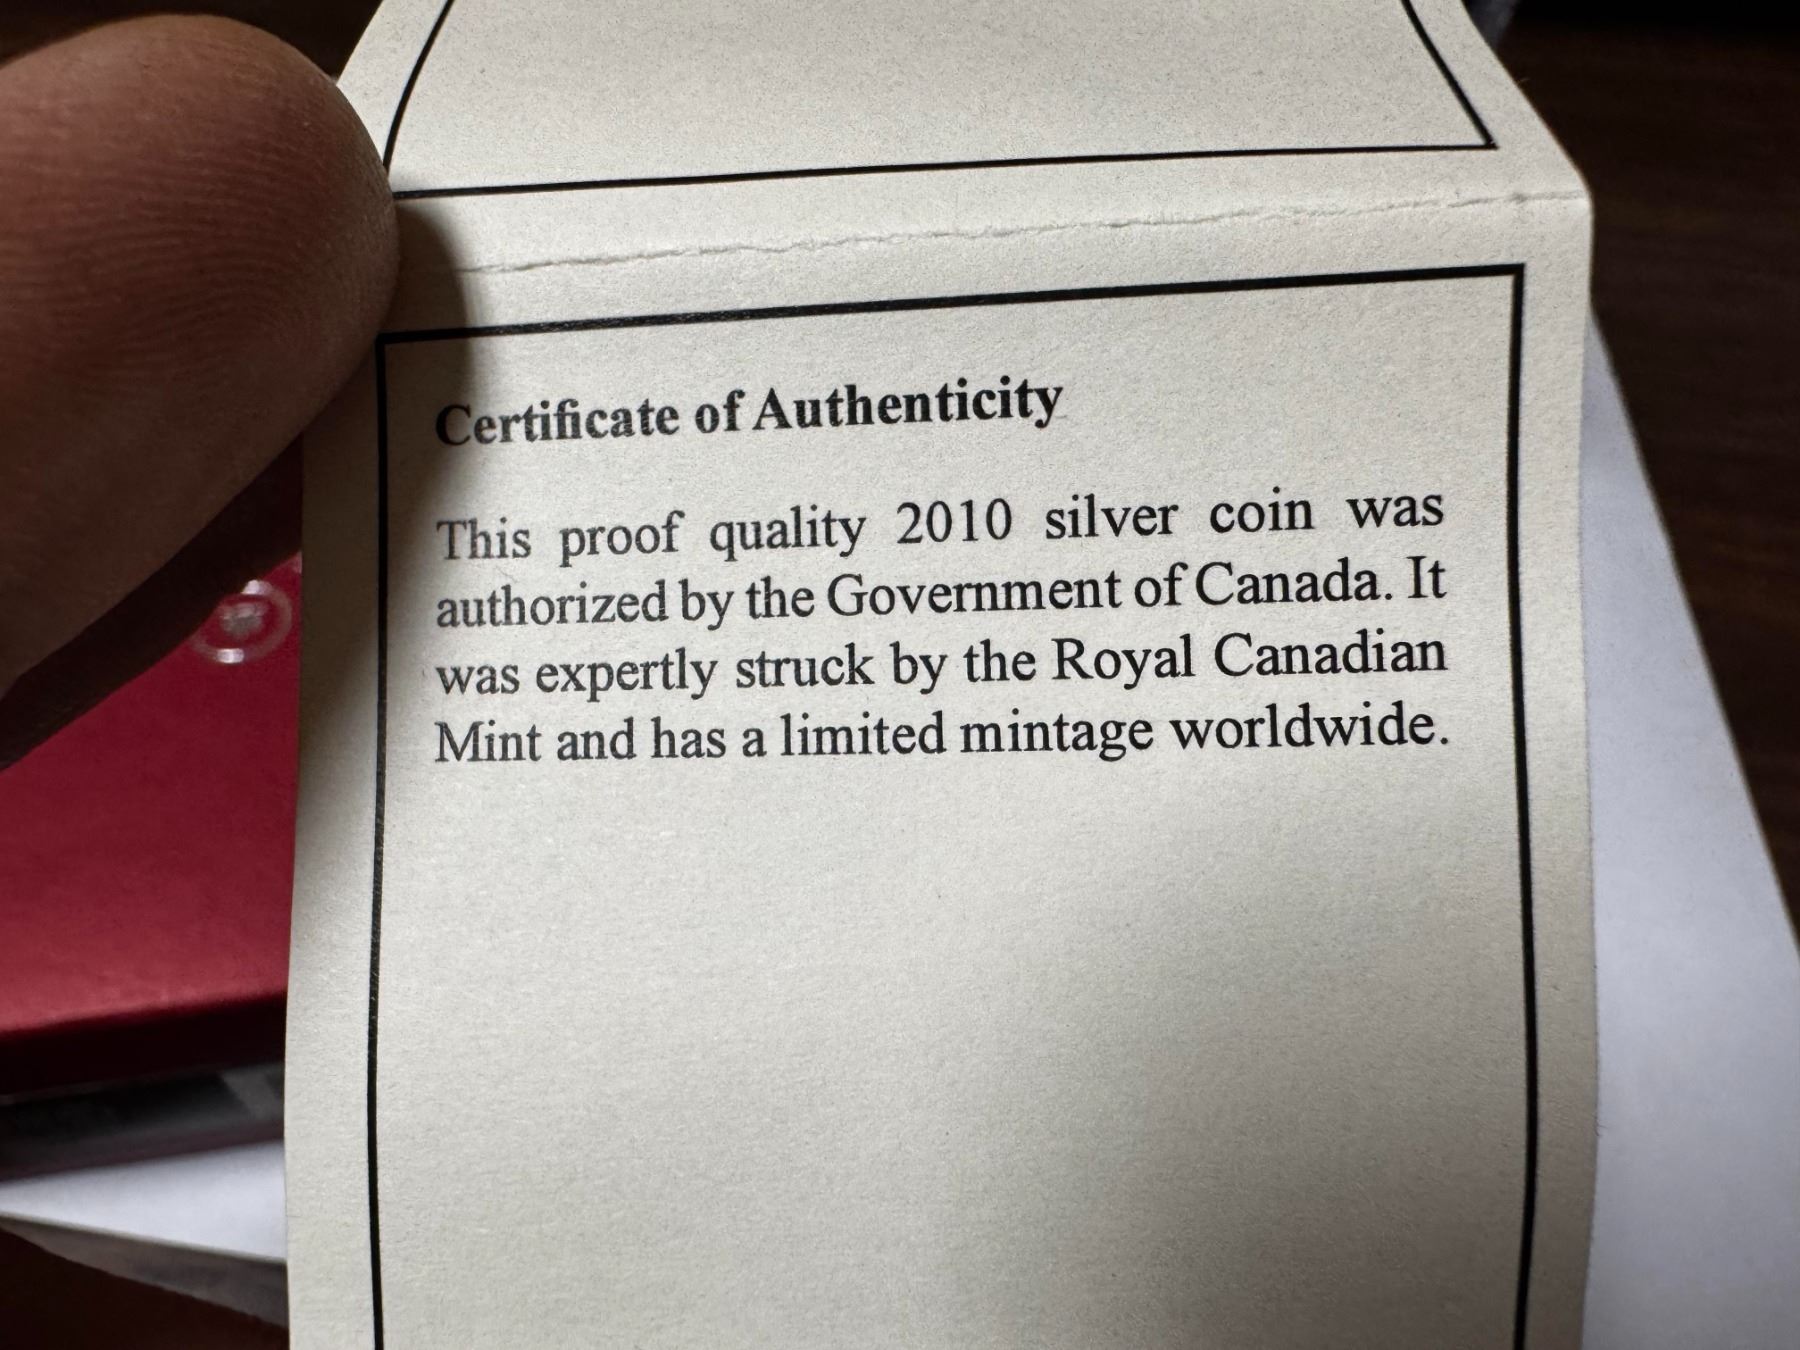 Certificate of Authenticity
This proof quality 2010 silver coin was
authorized by the Government of Canada. It
was expertly struck by the Royal Canadian
Mint and has a limited mintage worldwide.